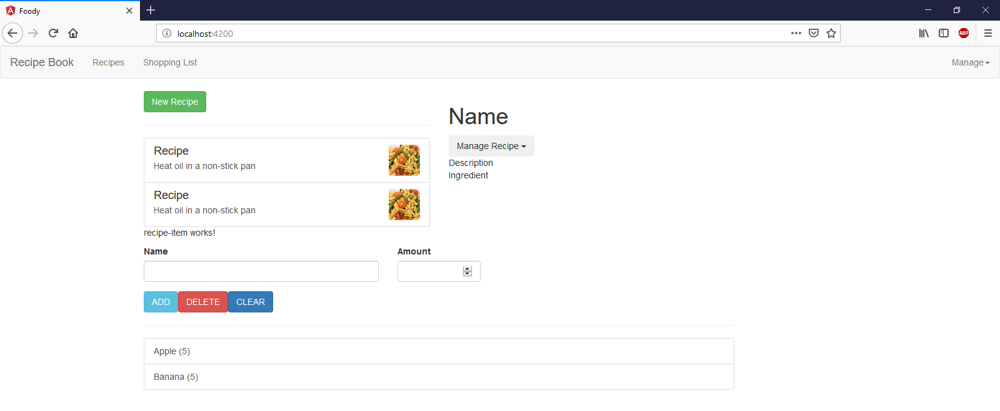 Foody
localhost:4200
ABP
Recipe Book Recipes Shopping List Manage
New Recipe
Recipe
Heat oil in a non-stick pan
Recipe
Heat oil in a non-stick pan
recipe-item works!
Name
Manage Recipe
Description
Ingredient
Name Amount
ADD DELETE CLEAR
Apple (5)
Banana (5)